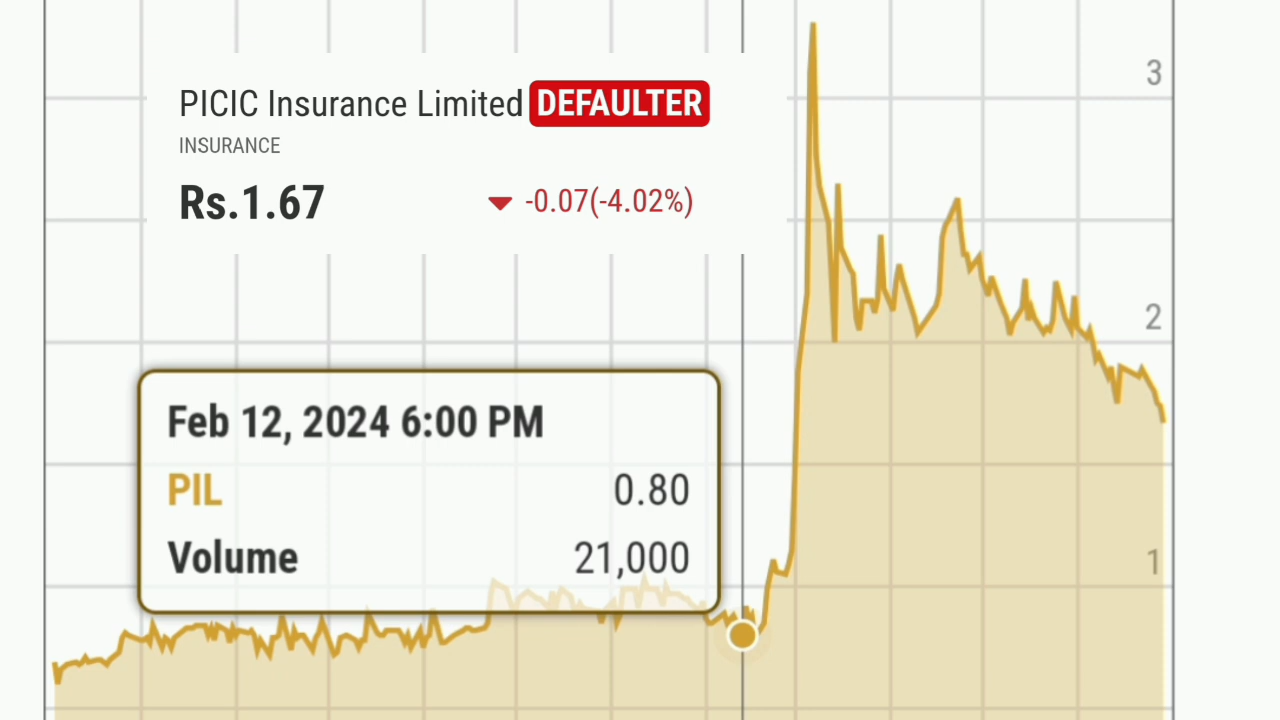 3
PICIC Insurance Limited DEFAULTER
INSURANCE
Rs.1.67 -0.07(-4.02%)
2
Feb 12, 2024 6:00 PM
PIL 0.80
Volume 21,000
1